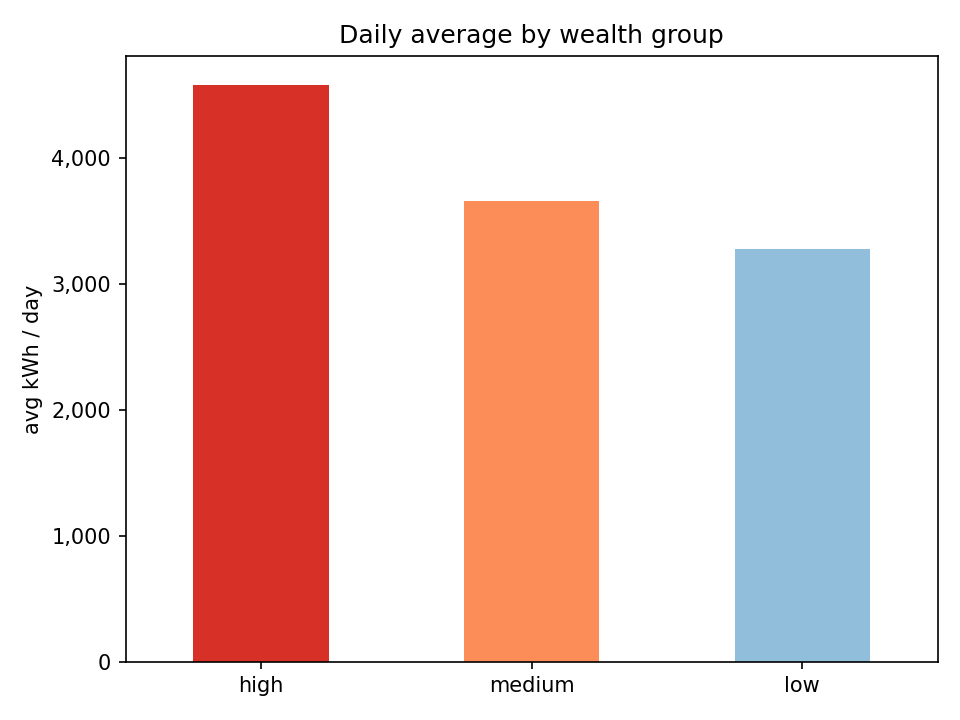 Daily average by wealth group
avg kWh / day
4,000
3,000
2,000
1,000
0
high
medium
low